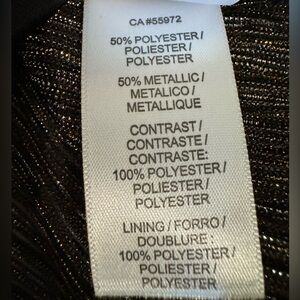 CA#55972
50% POLYESTER/
POLIESTER/
POLYESTER
50% METALLIC/
METALICO/
METALLIQUE
CONTRAST/
CONTRASTE/
CONTRASTE:
100% POLYESTER/
POLIESTER/
POLYESTER
LINING/FORRO/
DOUBLURE:
100% POLYESTER/
POLIESTER/
POLYESTER